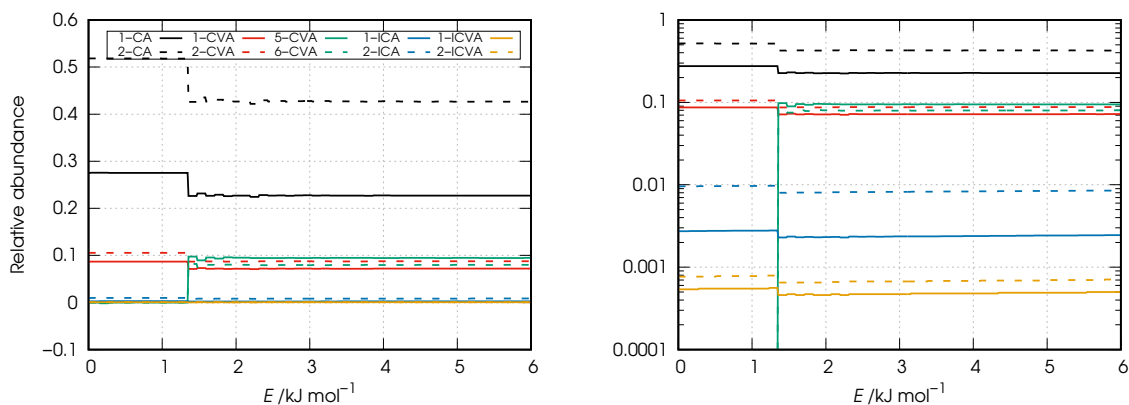 0.6
0.5
0.4
0.3
0.2
0.1
0
−0.1
Relative abundance
1–CA 1–CVA 5–CVA 1–ICA 1–ICVA
2–CA 2–CVA 6–CVA 2–ICA 2–ICVA
0 1 2 3 4 5 6
E /kJ mol−1
1
0.1
0.01
0.001
0.0001
0 1 2 3 4 5 6
E /kJ mol−1